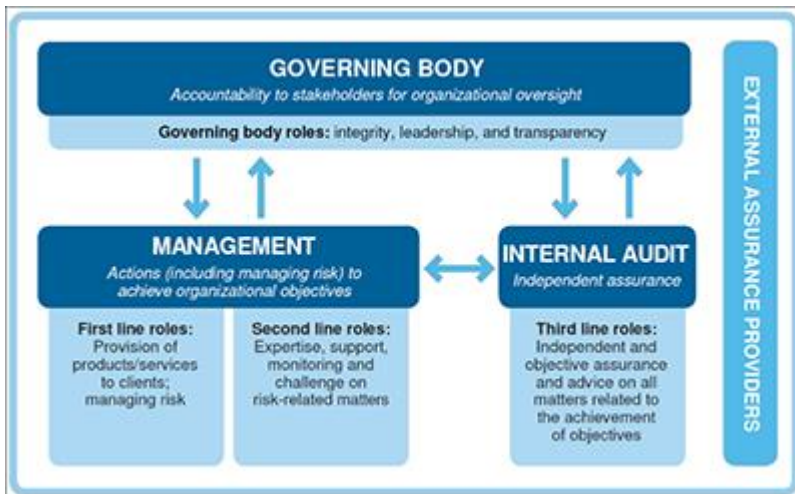 GOVERNING BODY
Accountability to stakeholders for organizational oversight
Governing body roles: integrity, leadership, and transparency
MANAGEMENT
Actions (including managing risk) to
achieve organizational objectives
First line roles:
Provision of
products/services
to clients;
managing risk
Second line roles:
Expertise, support,
monitoring and
challenge on
risk-related matters
INTERNAL AUDIT
Independent assurance
Third line roles:
Independent and
objective assurance
and advice on all
matters related to
the achievement
of objectives
EXTERNAL ASSURANCE PROVIDERS